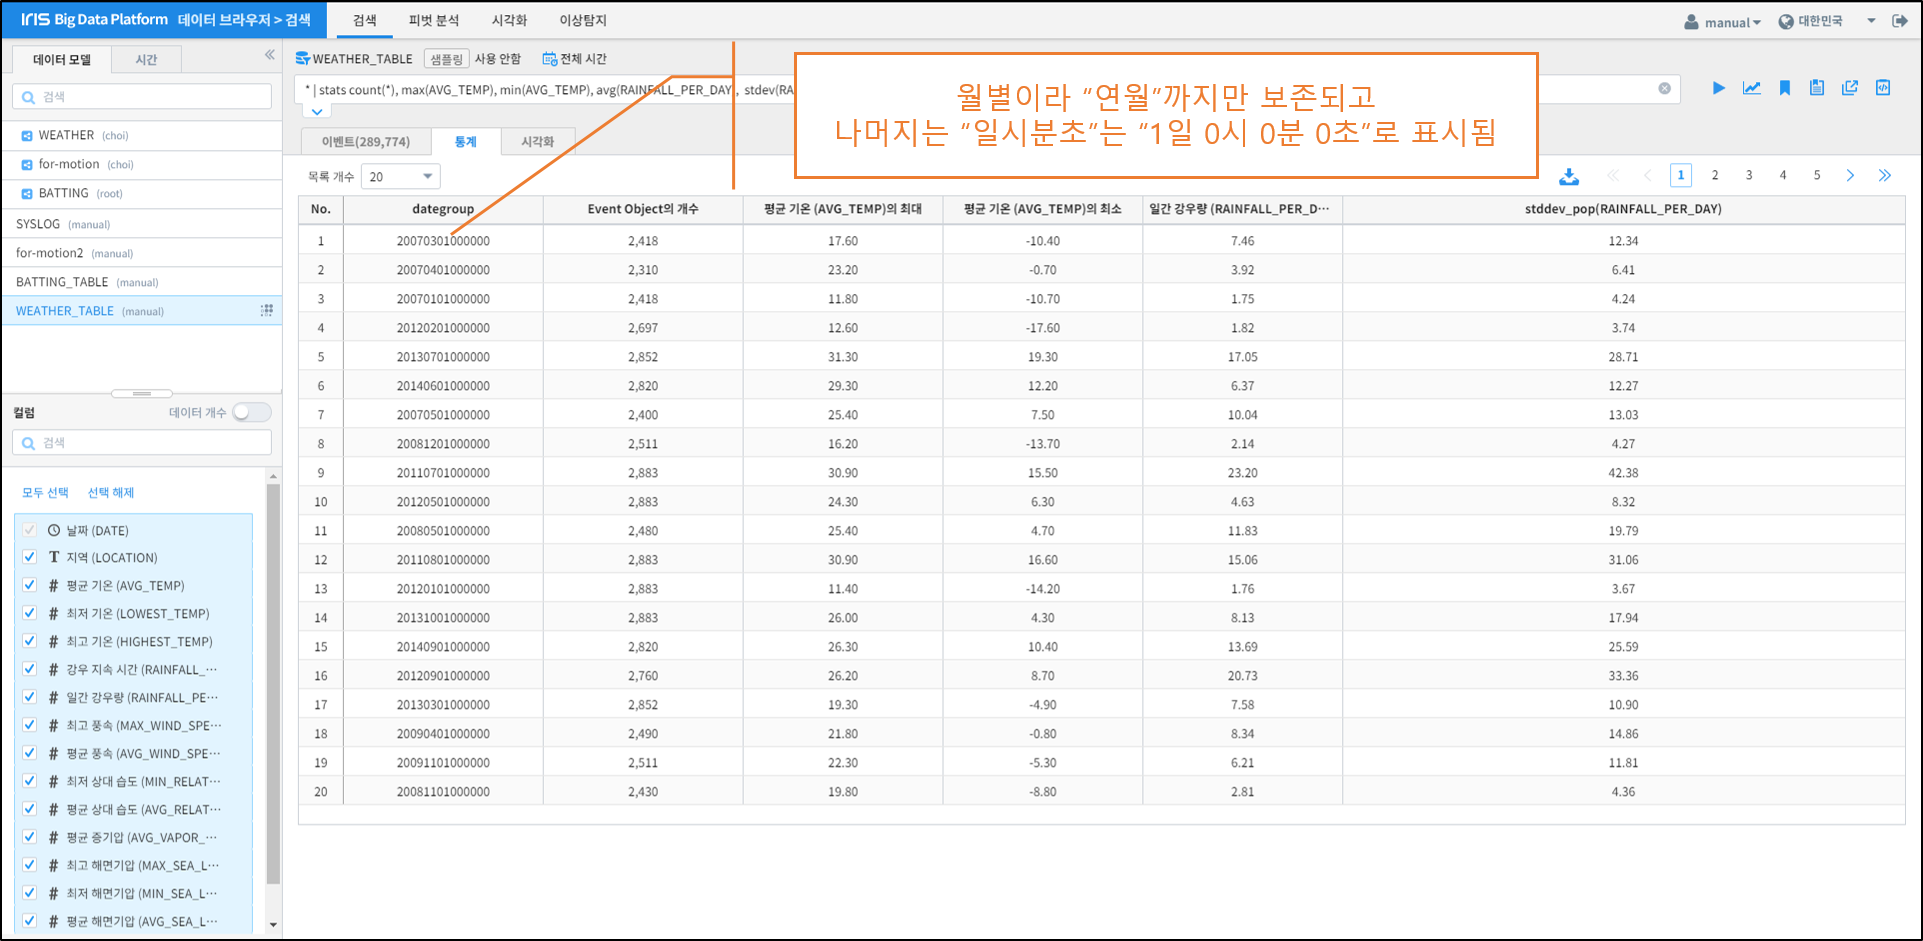 IRIS Big Data Platform 데이터 브라우저 > 검색
검색 피벗 분석 시각화 이상탐지
manual 대한민국
데이터 모델 시간
WEATHER_TABLE 샘플링 사용 안함 전체 시간
검색
* | stats count(*), max(AVG_TEMP), min(AVG_TEMP), avg(RAINFALL_PER_DAY), stdev(RA
월별이라 “연월”까지만 보존되고
나머지는 “일시분초”는 “1일 0시 0분 0초“로 표시됨
WEATHER (choi)
for-motion (choi)
BATTING (root)
SYSLOG (manual)
for-motion2 (manual)
BATTING_TABLE (manual)
WEATHER_TABLE (manual)
컬럼 데이터 개수
검색
모두 선택 선택 해제
날짜 (DATE)
지역 (LOCATION)
평균 기온 (AVG_TEMP)
최저 기온 (LOWEST_TEMP)
최고 기온 (HIGHEST_TEMP)
강우 지속 시간 (RAINFALL_···
일간 강우량 (RAINFALL_PE···
최고 풍속 (MAX_WIND_SPE···
평균 풍속 (AVG_WIND_SPE···
최저 상대 습도 (MIN_RELAT···
평균 상대 습도 (AVG_RELAT···
평균 증기압 (AVG_VAPOR_···
최고 해면기압 (MAX_SEA_L···
최저 해면기압 (MIN_SEA_L···
평균 해면기압 (AVG_SEA_L···
이벤트(289,774) 통계 시각화
목록 개수 20
1 2 3 4 5
No. dategroup Event Object의 개수 평균 기온 (AVG_TEMP)의 최대 평균 기온 (AVG_TEMP)의 최소 일간 강우량 (RAINFALL_PER_D··· stddev_pop(RAINFALL_PER_DAY)
1 20070301000000 2,418 17.60 -10.40 7.46 12.34
2 20070401000000 2,310 23.20 -0.70 3.92 6.41
3 20070101000000 2,418 11.80 -10.70 1.75 4.24
4 20120201000000 2,697 12.60 -17.60 1.82 3.74
5 20130701000000 2,852 31.30 19.30 17.05 28.71
6 20140601000000 2,820 29.30 12.20 6.37 12.27
7 20070501000000 2,400 25.40 7.50 10.04 13.03
8 20081201000000 2,511 16.20 -13.70 2.14 4.27
9 20110701000000 2,883 30.90 15.50 23.20 42.38
10 20120501000000 2,883 24.30 6.30 4.63 8.32
11 20080501000000 2,480 25.40 4.70 11.83 19.79
12 20110801000000 2,883 30.90 16.60 15.06 31.06
13 20120101000000 2,883 11.40 -14.20 1.76 3.67
14 20131001000000 2,883 26.00 4.30 8.13 17.94
15 20140901000000 2,820 26.30 10.40 13.69 25.59
16 20120901000000 2,760 26.20 8.70 20.73 33.36
17 20130301000000 2,852 19.30 -4.90 7.58 10.90
18 20090401000000 2,490 21.80 -0.80 8.34 14.86
19 20091101000000 2,511 22.30 -5.30 6.21 11.81
20 20081101000000 2,430 19.80 -8.80 2.81 4.36